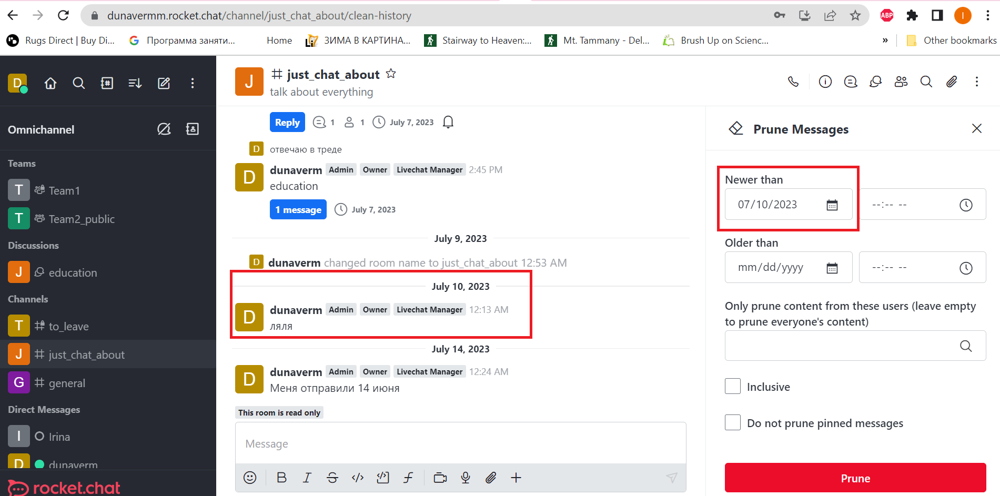 dunavermm.rocket.chat/channel/just_chat_about/clean-history
ABP
I
Rugs Direct | Buy Di...
Программа заняти...
Home
ЗИМА В КАРТИНА...
Stairway to Heaven:...
Mt. Tammany - Del...
Brush Up on Scienc...
»
Other bookmarks
D
Omnichannel
Teams
T Team1
T Team2_public
Discussions
J education
Channels
T to_leave
J just_chat_about
G general
Direct Messages
I Irina
D dunaverm
rocket.chat
J just_chat_about
talk about everything
Reply 1 1 July 7, 2023
D отвечаю в треде
D dunaverm Admin Owner Livechat Manager 2:45 PM
education
1 message July 7, 2023
July 9, 2023
D dunaverm changed room name to just_chat_about 12:53 AM
July 10, 2023
D dunaverm Admin Owner Livechat Manager 12:13 AM
ляля
July 14, 2023
D dunaverm Admin Owner Livechat Manager 12:24 AM
Меня отправили 14 июня
This room is read only
Message
B I S </>
Prune Messages
Newer than
07/10/2023 --:-- --
Older than
mm/dd/yyyy --:-- --
Only prune content from these users (leave empty
to prune everyone's content)
Inclusive
Do not prune pinned messages
Prune